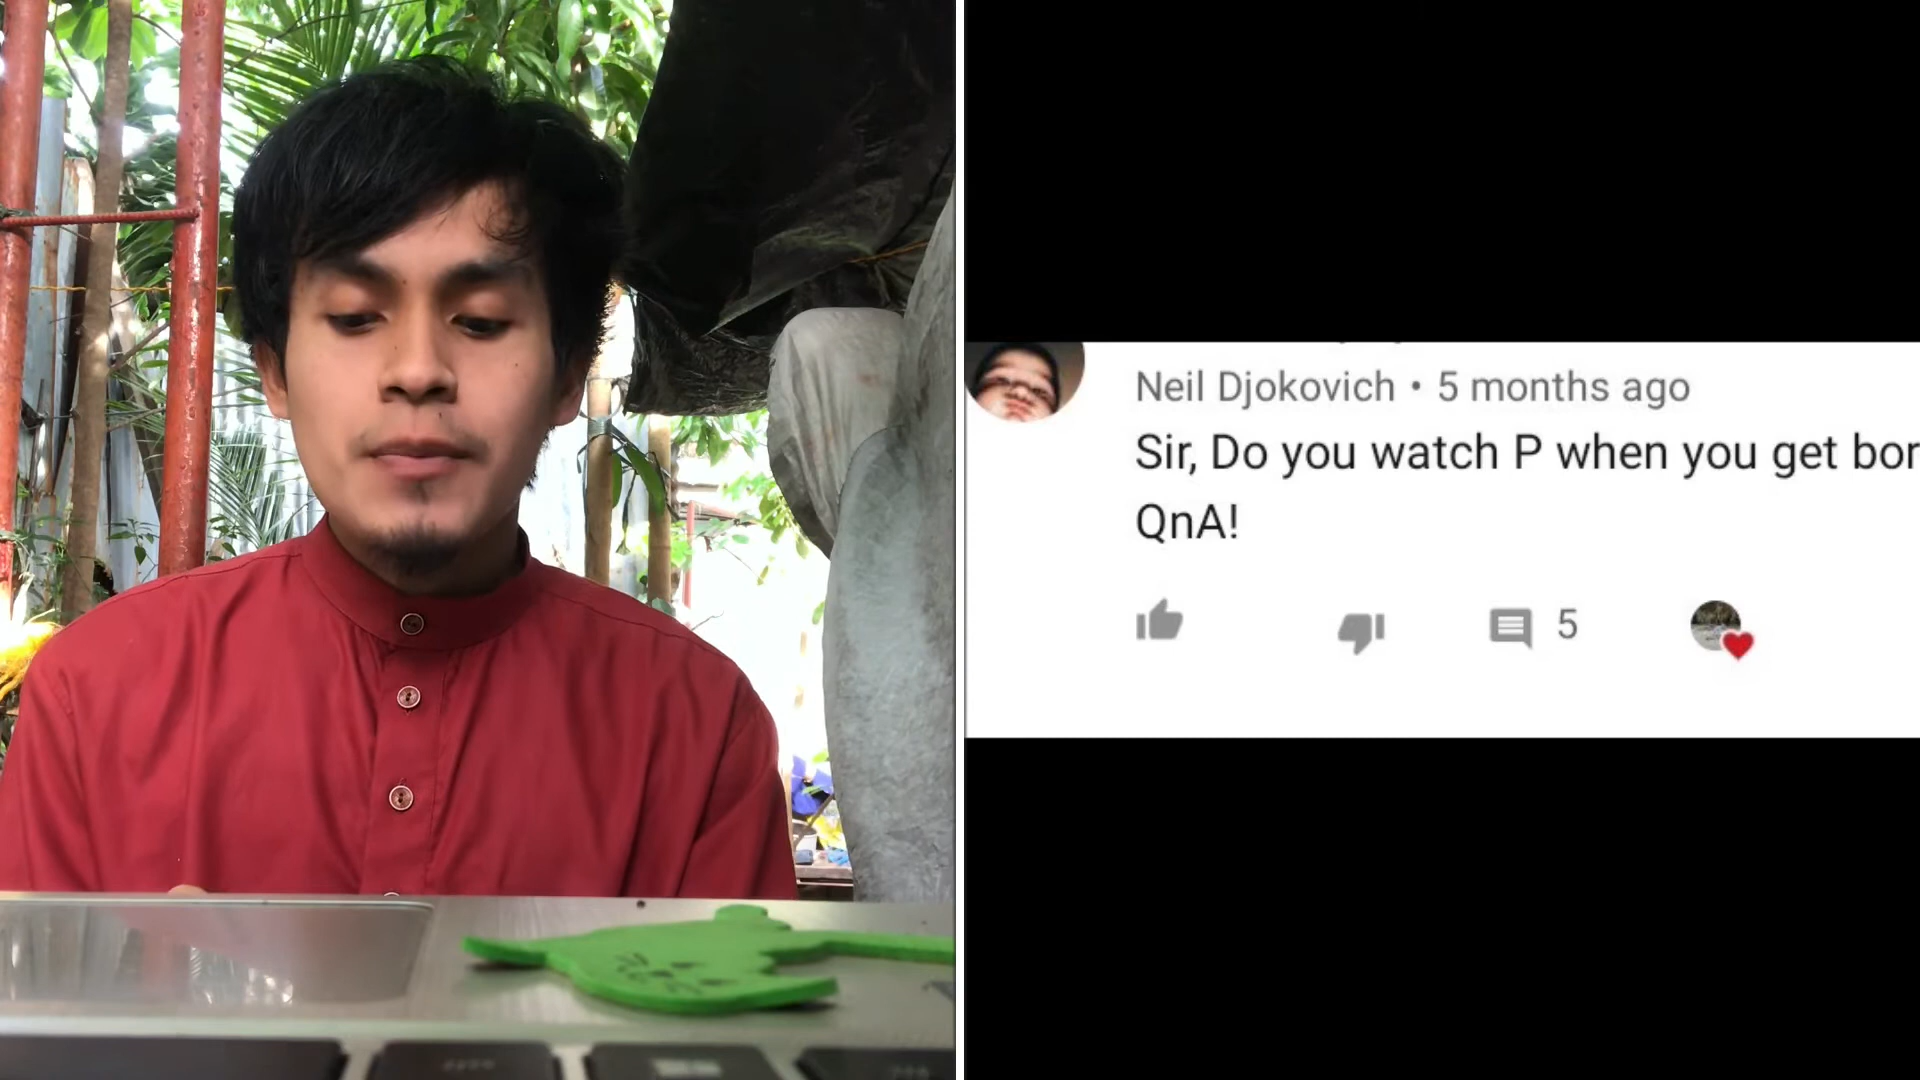 Neil Djokovich • 5 months ago
Sir, Do you watch P when you get bor
QnA!
5